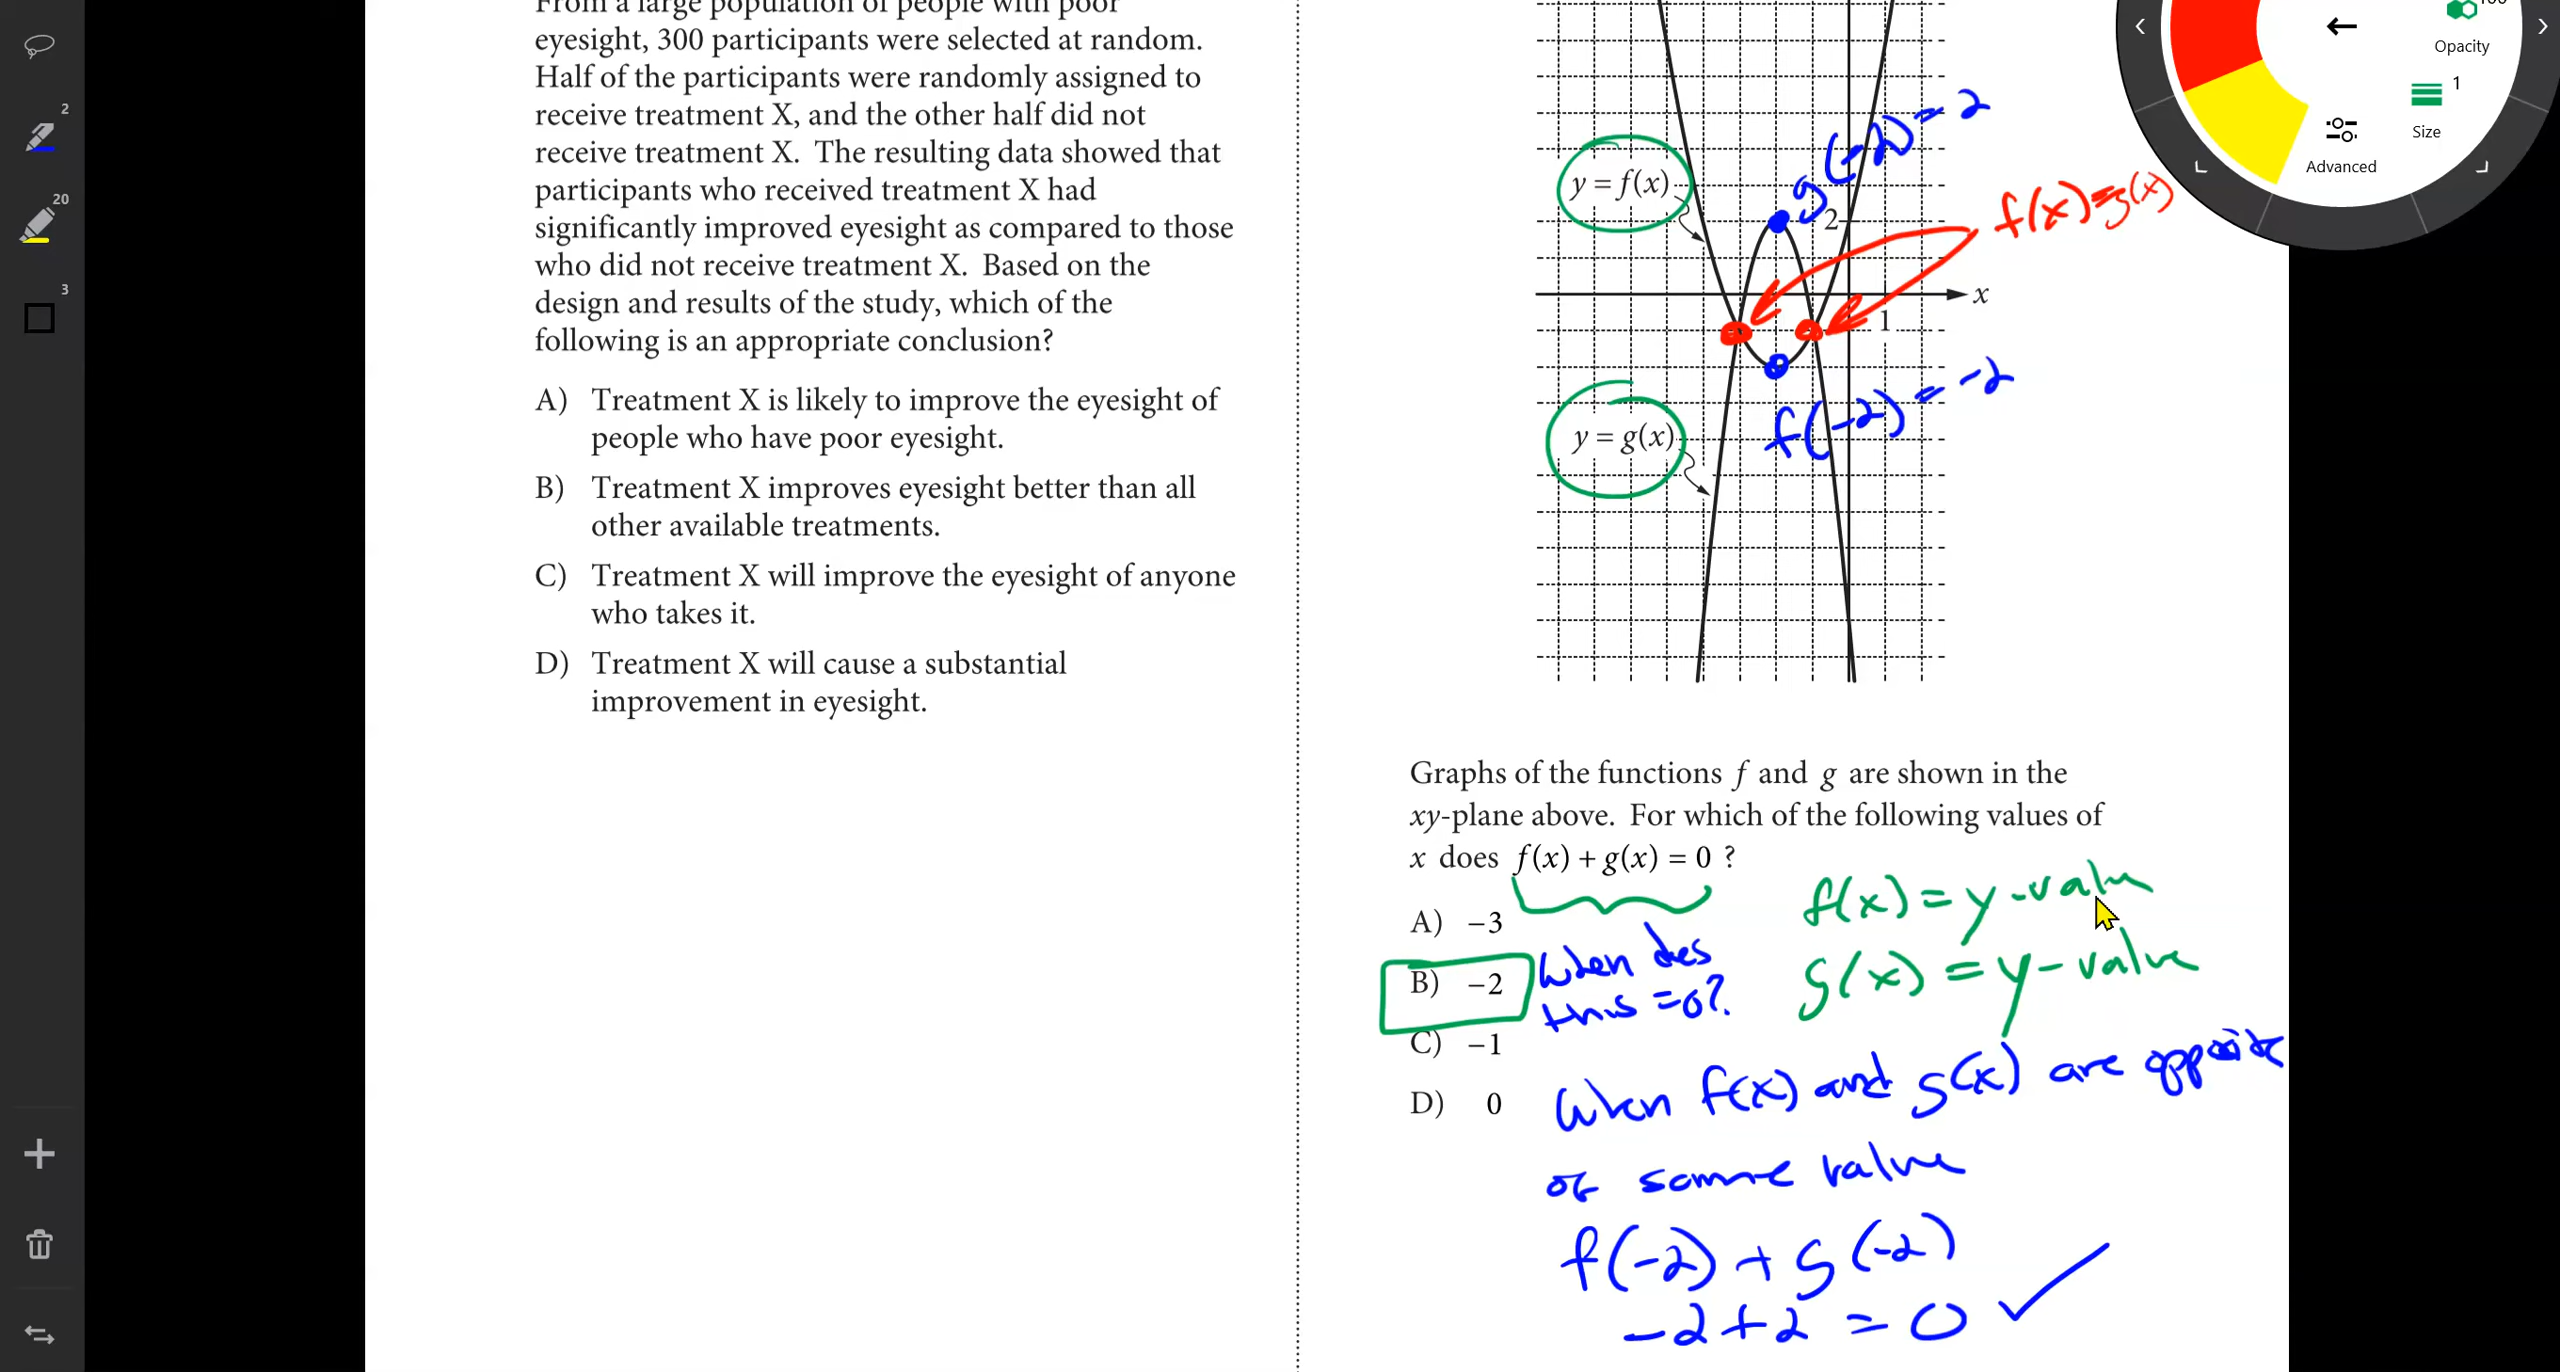 From a large population of people with poor
eyesight, 300 participants were selected at random.
Half of the participants were randomly assigned to
receive treatment X, and the other half did not
receive treatment X. The resulting data showed that
participants who received treatment X had
significantly improved eyesight as compared to those
who did not receive treatment X. Based on the
design and results of the study, which of the
following is an appropriate conclusion?
A) Treatment X is likely to improve the eyesight of
people who have poor eyesight.
B) Treatment X improves eyesight better than all
other available treatments.
C) Treatment X will improve the eyesight of anyone
who takes it.
D) Treatment X will cause a substantial
improvement in eyesight.
y = f(x)
g(-2) = 2
2
f(x)=g(x)
x
1
f(-2) = -2
y = g(x)
Graphs of the functions f and g are shown in the
xy-plane above. For which of the following values of
x does f(x) + g(x) = 0 ?
A) −3
B) −2
C) −1
D) 0
f(x) = y-value
g(x) = y-value
When does
this =0?
When f(x) and g(x) are opposite
of same value
f(-2) + g(-2)
-2+2 = 0 ✓
2
20
3
Opacity
1
Size
Advanced